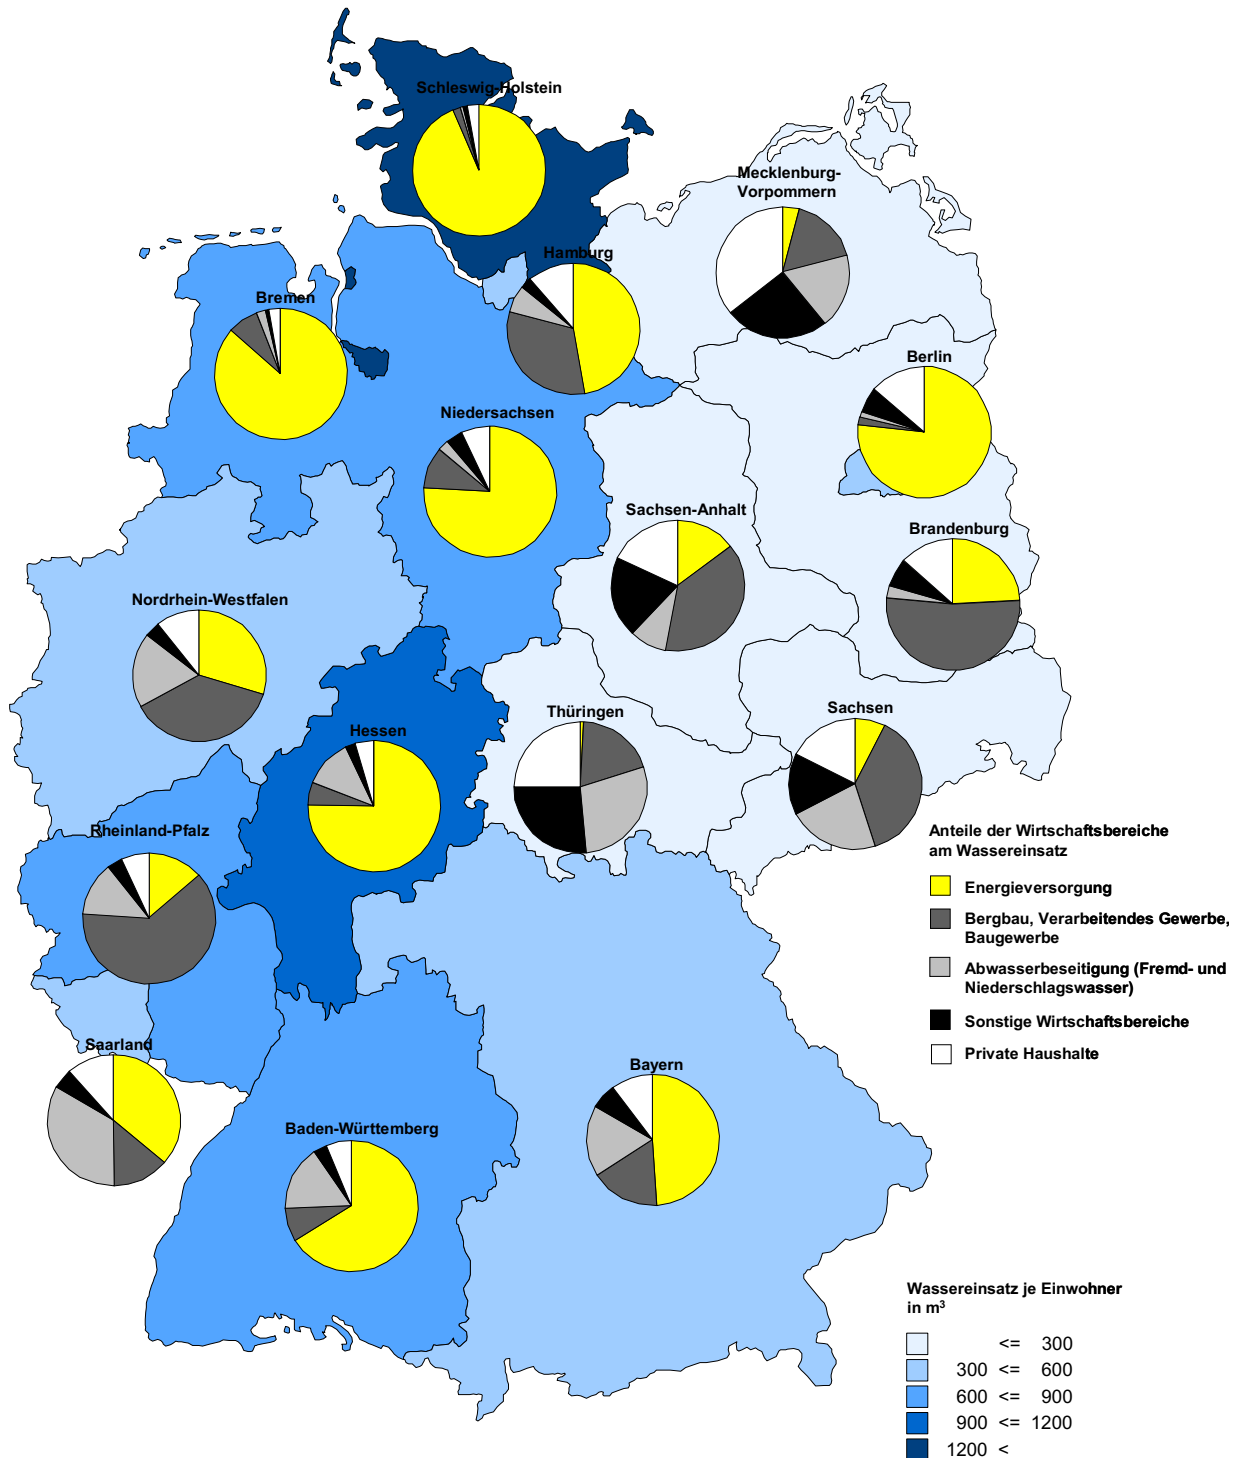 Schleswig-Holstein
Mecklenburg-
Vorpommern
Hamburg
Bremen
Berlin
Niedersachsen
Sachsen-Anhalt
Brandenburg
Nordrhein-Westfalen
Sachsen
Thüringen
Hessen
Rheinland-Pfalz
Anteile der Wirtschaftsbereiche
am Wassereinsatz
Energieversorgung
Bergbau, Verarbeitendes Gewerbe,
Baugewerbe
Abwasserbeseitigung (Fremd- und
Niederschlagswasser)
Sonstige Wirtschaftsbereiche
Private Haushalte
Saarland
Bayern
Baden-Württemberg
Wassereinsatz je Einwohner
in m³
<= 300
300 <= 600
600 <= 900
900 <= 1200
1200 <